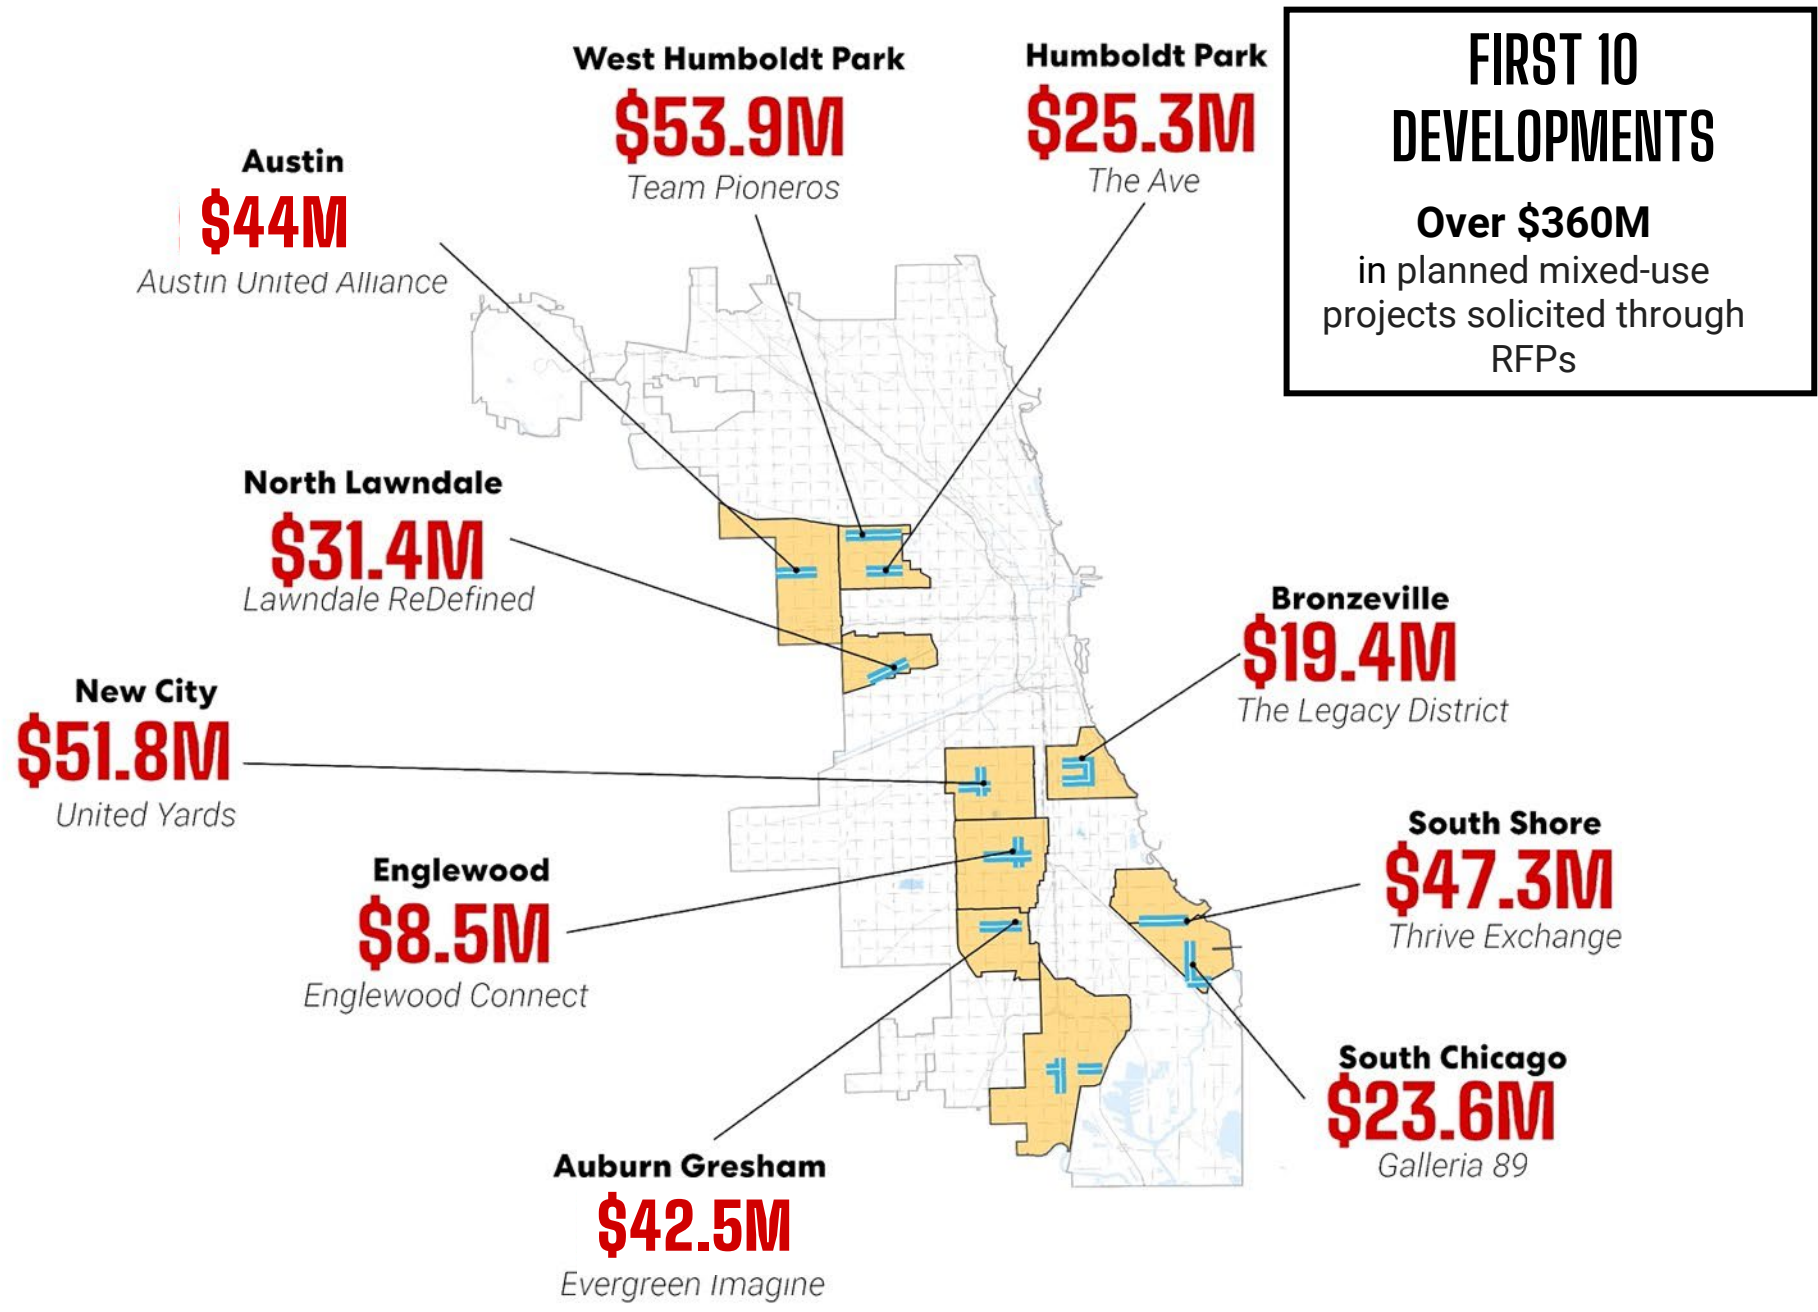 West Humboldt Park
$53.9M
Team Pioneros
Humboldt Park
$25.3M
The Ave
FIRST 10
DEVELOPMENTS
Over $360M
in planned mixed-use
projects solicited through
RFPs
Austin
$44M
Austin United Alliance
North Lawndale
$31.4M
Lawndale ReDefined
Bronzeville
$19.4M
The Legacy District
New City
$51.8M
United Yards
South Shore
$47.3M
Thrive Exchange
Englewood
$8.5M
Englewood Connect
South Chicago
$23.6M
Galleria 89
Auburn Gresham
$42.5M
Evergreen Imagine